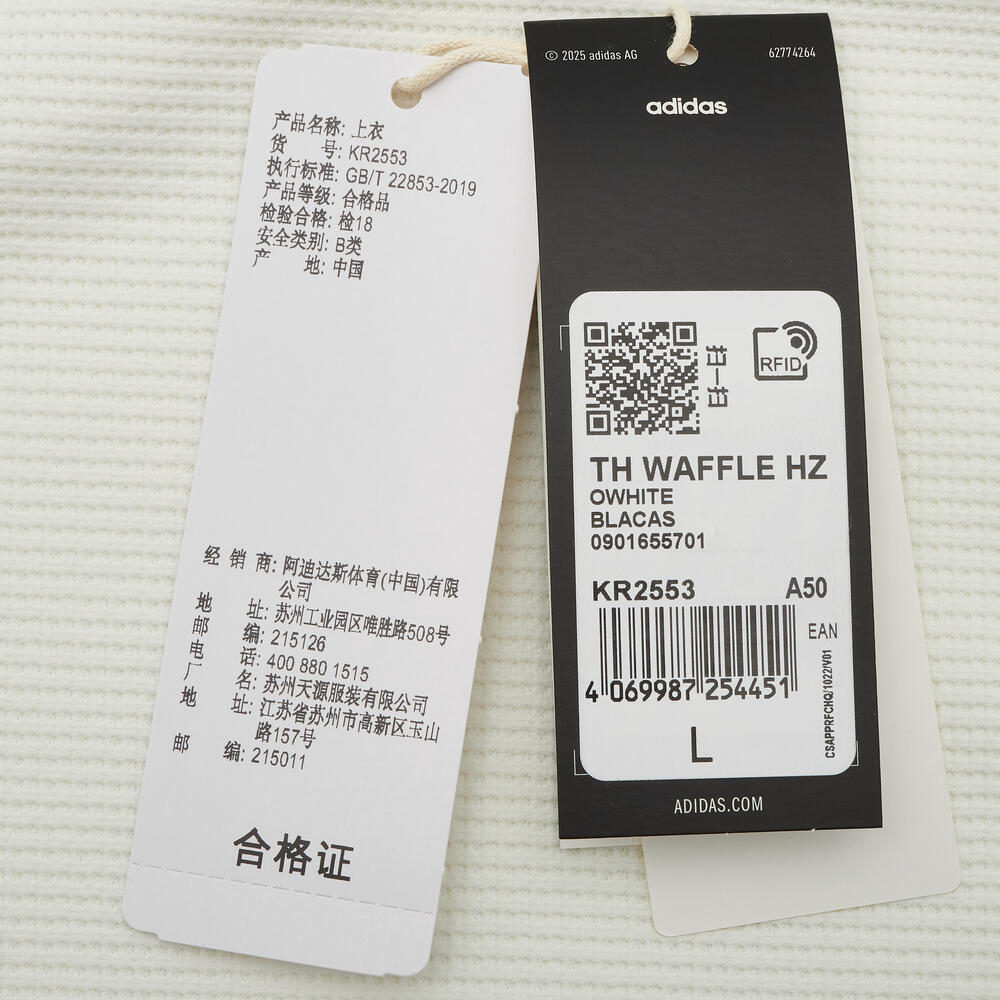 产品名称: 上衣
货 号: KR2553
执行标准: GB/T 22853-2019
产品等级: 合格品
检验合格: 检18
安全类别: B类
产 地: 中国
经 销 商: 阿迪达斯体育(中国)有限
公司
地 址: 苏州工业园区唯胜路508号
邮 编: 215126
电 话: 400 880 1515
厂 名: 苏州天源服装有限公司
地 址: 江苏省苏州市高新区玉山
路157号
邮 编: 215011
合格证
© 2025 adidas AG
62774264
adidas
扫一扫
RFID
TH WAFFLE HZ
OWHITE
BLACAS
0901655701
KR2553 A50
EAN
4 069987 254451
CSAPPRFCHQ/1022/V01
L
ADIDAS.COM